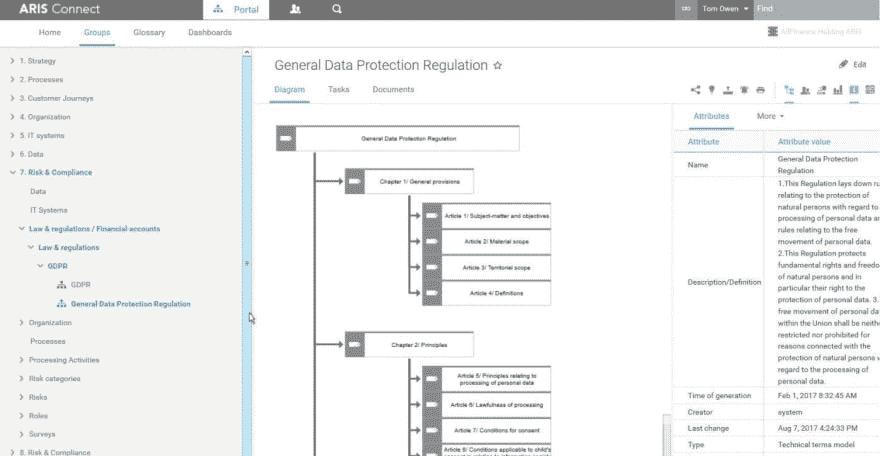 ARIS Connect
Portal
Tom Owen
Find
Home
Groups
Glossary
Dashboards
AllFinance Holding ARIS
1. Strategy
2. Processes
3. Customer Journeys
4. Organization
5. IT systems
6. Data
7. Risk & Compliance
Data
IT Systems
Law & regulations / Financial accounts
Law & regulations
GDPR
GDPR
General Data Protection Regulation
Organization
Processes
Processing Activities
Risk categories
Risks
Roles
Surveys
8. Risk & Compliance
General Data Protection Regulation
Edit
Diagram
Tasks
Documents
General Data Protection Regulation
Chapter 1/ General provisions
Article 1/ Subject-matter and objectives
Article 2/ Material scope
Article 3/ Territorial scope
Article 4/ Definitions
Chapter 2/ Principles
Article 5/ Principles relating to
processing of personal data
Article 6/ Lawfulness of processing
Article 7/ Conditions for consent
Article 8/ Conditions applicable to child's
Attributes
More
Attribute
Attribute value
Name
General Data Protection
Regulation
Description/Definition
1.This Regulation lays down ru
relating to the protection of
natural persons with regard to
processing of personal data an
rules relating to the free
movement of personal data.
2.This Regulation protects
fundamental rights and freedo
of natural persons and in
particular their right to the
protection of personal data. 3.
free movement of personal da
within the Union shall be neith
restricted nor prohibited for
reasons connected with the
protection of natural persons w
regard to the processing of
personal data.
Time of generation
Feb 1, 2017 8:32:45 AM
Creator
system
Last change
Aug 7, 2017 4:24:33 PM
Type
Technical terms model